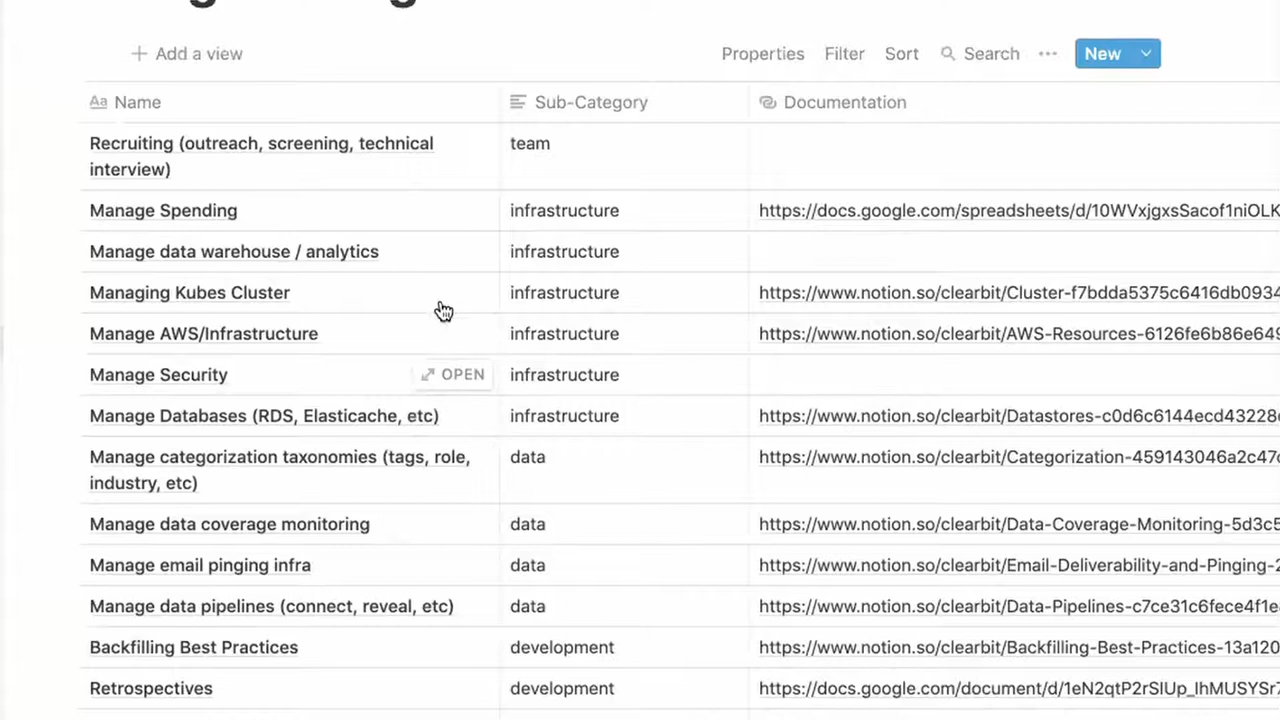 Add a view
Properties Filter Sort Search New
Aa Name Sub-Category Documentation
Recruiting (outreach, screening, technical team
interview)
Manage Spending infrastructure https://docs.google.com/spreadsheets/d/10WVxjgxsSacof1niOLK
Manage data warehouse / analytics infrastructure
Managing Kubes Cluster infrastructure https://www.notion.so/clearbit/Cluster-f7bdda5375c6416db0934
Manage AWS/Infrastructure infrastructure https://www.notion.so/clearbit/AWS-Resources-6126fe6b86e649
Manage Security OPEN infrastructure
Manage Databases (RDS, Elasticache, etc) infrastructure https://www.notion.so/clearbit/Datastores-c0d6c6144ecd43228
Manage categorization taxonomies (tags, role, data https://www.notion.so/clearbit/Categorization-459143046a2c47
industry, etc)
Manage data coverage monitoring data https://www.notion.so/clearbit/Data-Coverage-Monitoring-5d3c5
Manage email pinging infra data https://www.notion.so/clearbit/Email-Deliverability-and-Pinging-2
Manage data pipelines (connect, reveal, etc) data https://www.notion.so/clearbit/Data-Pipelines-c7ce31c6fece4f1e
Backfilling Best Practices development https://www.notion.so/clearbit/Backfilling-Best-Practices-13a120
Retrospectives development https://docs.google.com/document/d/1eN2qtP2rSlUp_lhMUSYSr7